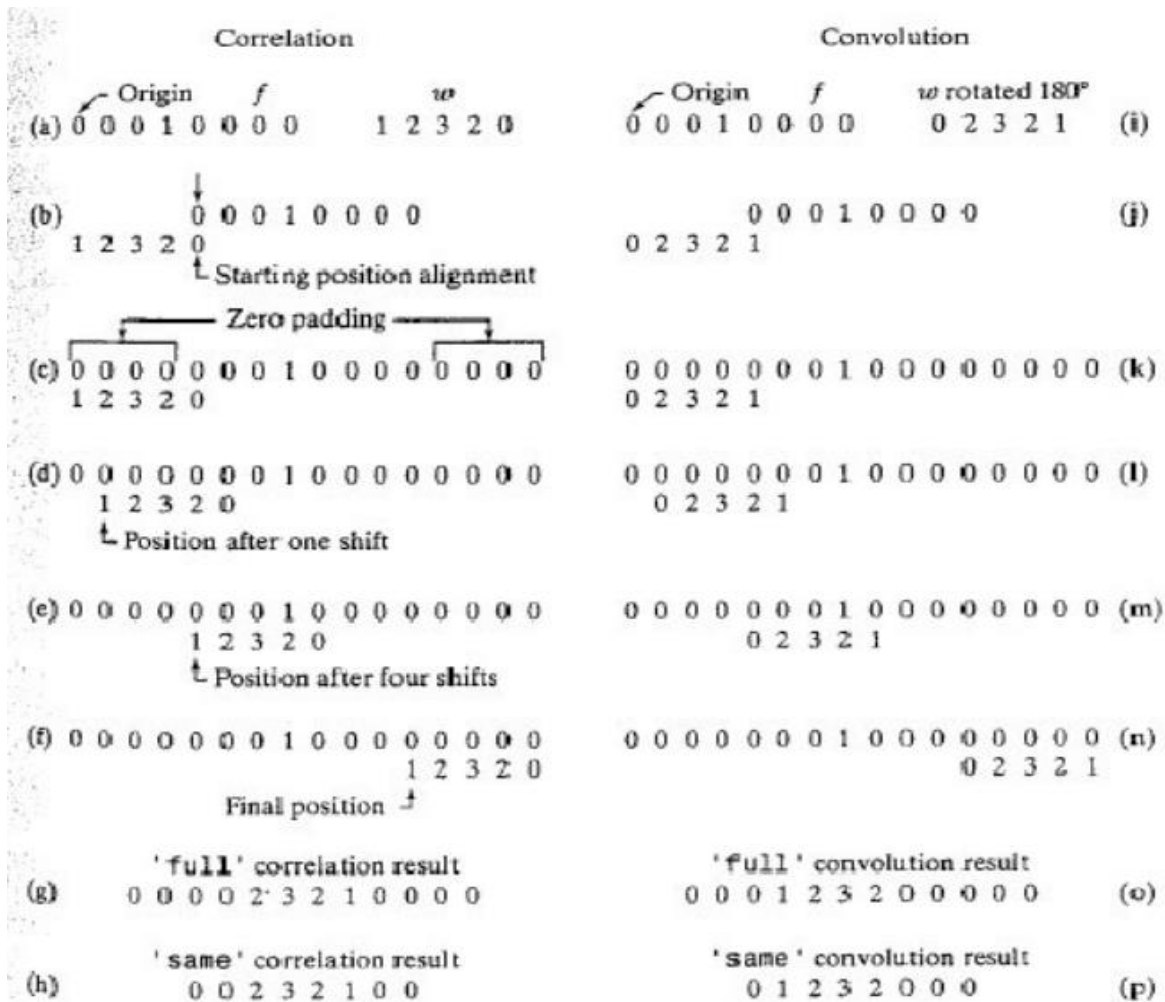 Correlation
Origin f w
(a) 0 0 0 1 0 0 0 0 1 2 3 2 0
(b) 0 0 0 1 0 0 0 0
1 2 3 2 0
Starting position alignment
Zero padding
(c) 0 0 0 0 0 0 0 1 0 0 0 0 0 0 0 0
1 2 3 2 0
(d) 0 0 0 0 0 0 0 1 0 0 0 0 0 0 0 0
1 2 3 2 0
Position after one shift
(e) 0 0 0 0 0 0 0 1 0 0 0 0 0 0 0 0
1 2 3 2 0
Position after four shifts
(f) 0 0 0 0 0 0 0 1 0 0 0 0 0 0 0 0
1 2 3 2 0
Final position
'full' correlation result
(g) 0 0 0 0 2 3 2 1 0 0 0 0
'same' correlation result
(h) 0 0 2 3 2 1 0 0
Convolution
Origin f w rotated 180°
0 0 0 1 0 0 0 0 0 2 3 2 1 (i)
0 0 0 1 0 0 0 0 (j)
0 2 3 2 1
0 0 0 0 0 0 0 1 0 0 0 0 0 0 0 0 (k)
0 2 3 2 1
0 0 0 0 0 0 0 1 0 0 0 0 0 0 0 0 (l)
0 2 3 2 1
0 0 0 0 0 0 0 1 0 0 0 0 0 0 0 0 (m)
0 2 3 2 1
0 0 0 0 0 0 0 1 0 0 0 0 0 0 0 0 (n)
0 2 3 2 1
'full' convolution result
0 0 0 1 2 3 2 0 0 0 0 0 (o)
'same' convolution result
0 1 2 3 2 0 0 0 (p)